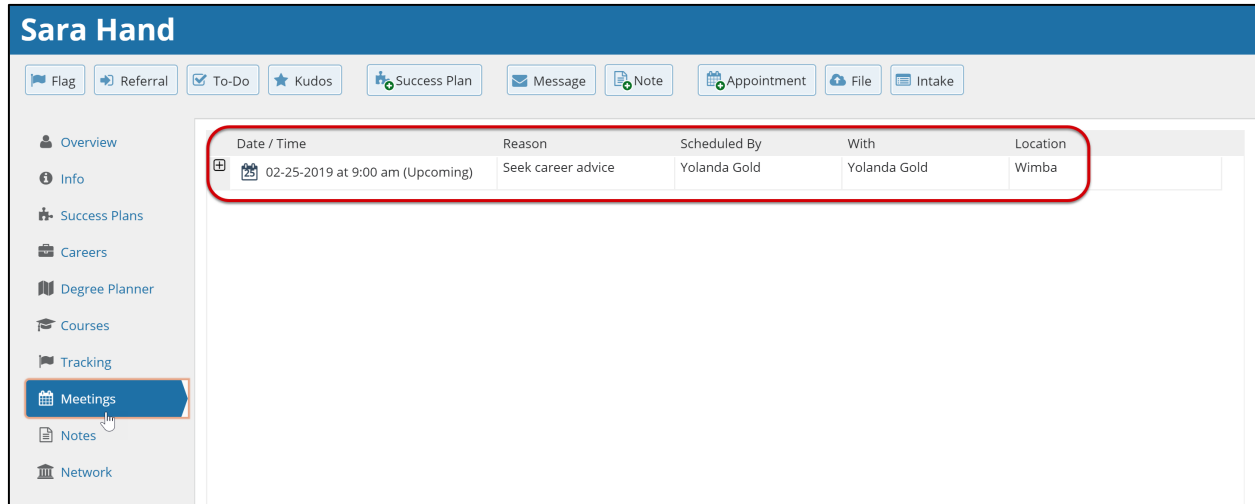 Sara Hand
Flag Referral To-Do Kudos Success Plan Message Note Appointment File Intake
Overview
Info
Success Plans
Careers
Degree Planner
Courses
Tracking
Meetings
Notes
Network
Date / Time Reason Scheduled By With Location
25 02-25-2019 at 9:00 am (Upcoming) Seek career advice Yolanda Gold Yolanda Gold Wimba